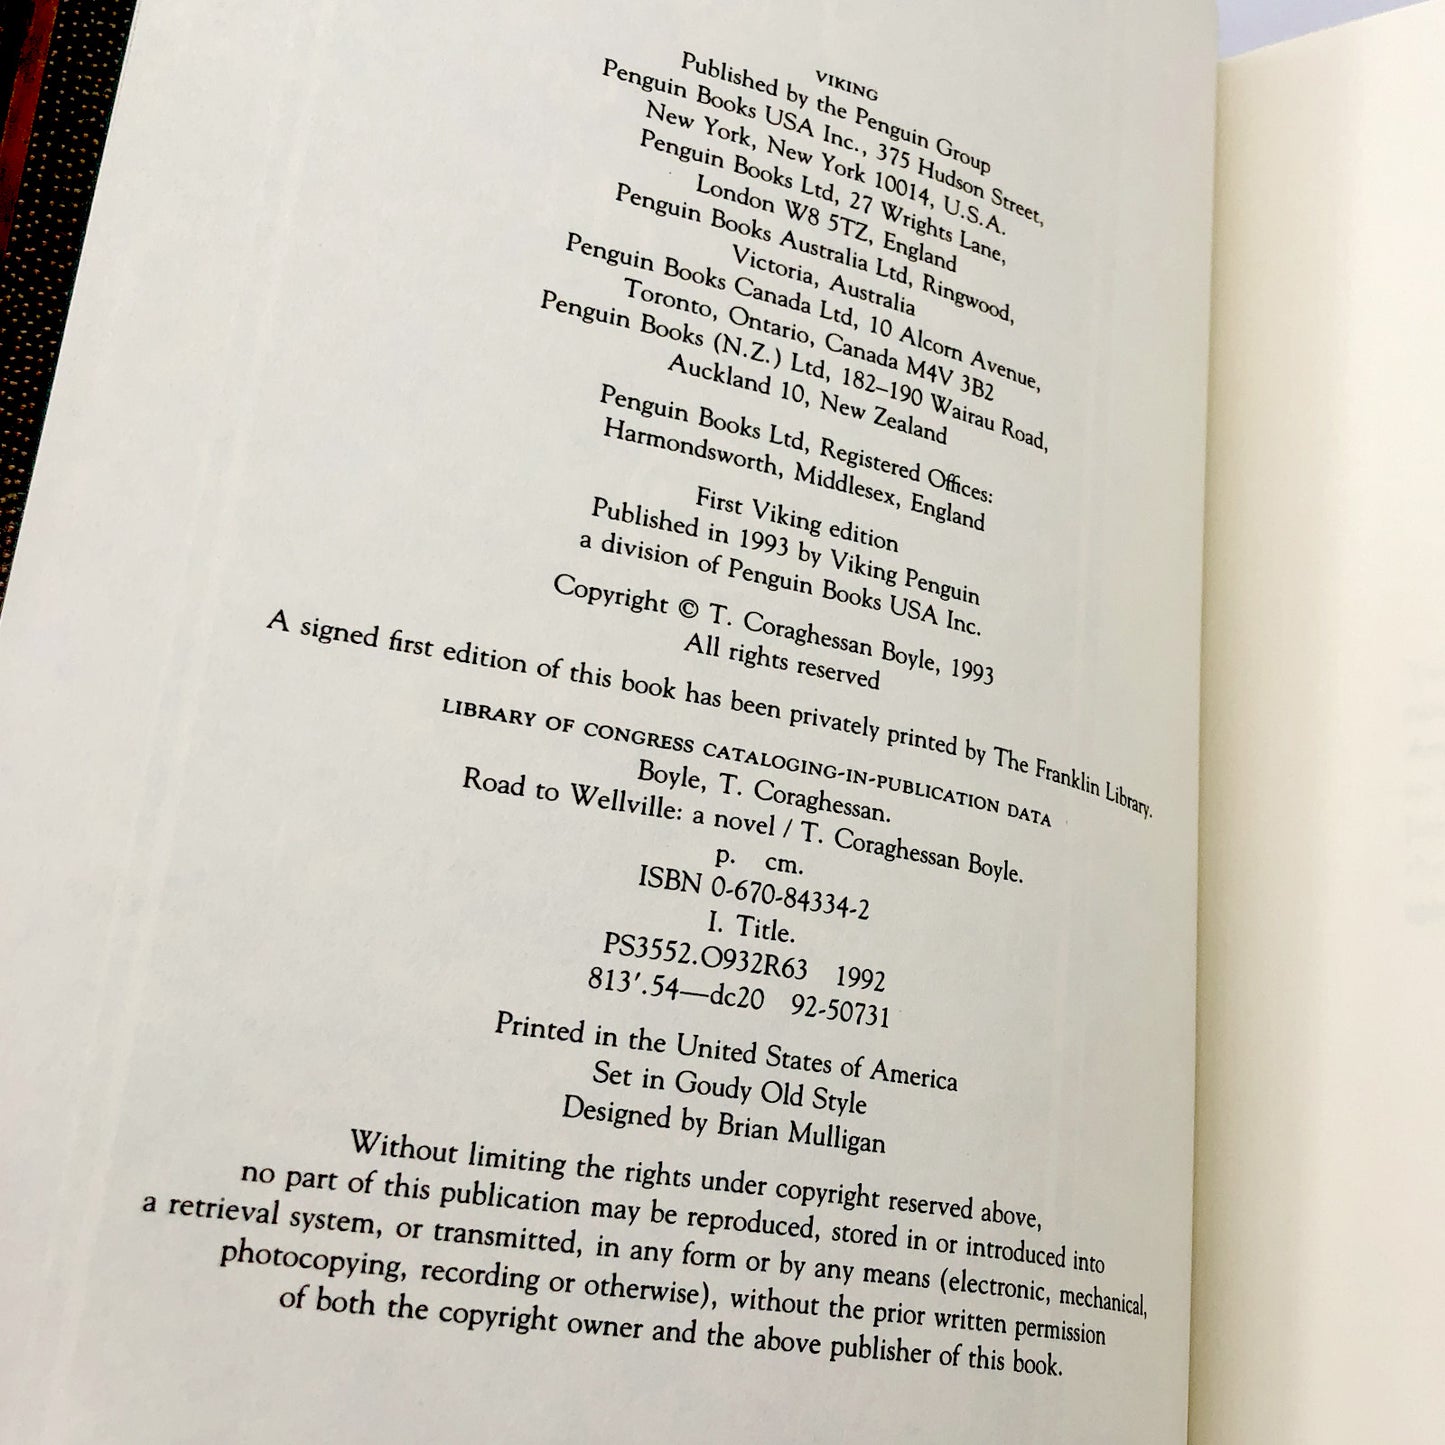 VIKING
Published by the Penguin Group
Penguin Books USA Inc., 375 Hudson Street,
New York, New York 10014, U.S.A.
Penguin Books Ltd, 27 Wrights Lane,
London W8 5TZ, England
Penguin Books Australia Ltd, Ringwood,
Victoria, Australia
Penguin Books Canada Ltd, 10 Alcorn Avenue,
Toronto, Ontario, Canada M4V 3B2
Penguin Books (N.Z.) Ltd, 182–190 Wairau Road,
Auckland 10, New Zealand
Penguin Books Ltd, Registered Offices:
Harmondsworth, Middlesex, England
First Viking edition
Published in 1993 by Viking Penguin
a division of Penguin Books USA Inc.
Copyright © T. Coraghessan Boyle, 1993
All rights reserved
A signed first edition of this book has been privately printed by The Franklin Library.
LIBRARY OF CONGRESS CATALOGING-IN-PUBLICATION DATA
Boyle, T. Coraghessan.
Road to Wellville: a novel / T. Coraghessan Boyle.
p. cm.
ISBN 0-670-84334-2
I. Title.
PS3552.O932R63 1992
813′.54—dc20 92-50731
Printed in the United States of America
Set in Goudy Old Style
Designed by Brian Mulligan
Without limiting the rights under copyright reserved above,
no part of this publication may be reproduced, stored in or introduced into
a retrieval system, or transmitted, in any form or by any means (electronic, mechanical,
photocopying, recording or otherwise), without the prior written permission
of both the copyright owner and the above publisher of this book.